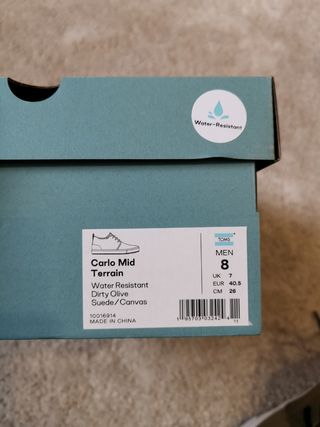 Water-Resistant
Carlo Mid
Terrain
Water Resistant
Dirty Olive
Suede/Canvas
10016914
MADE IN CHINA
TOMS
MEN
8
UK 7
EUR 40.5
CM 26